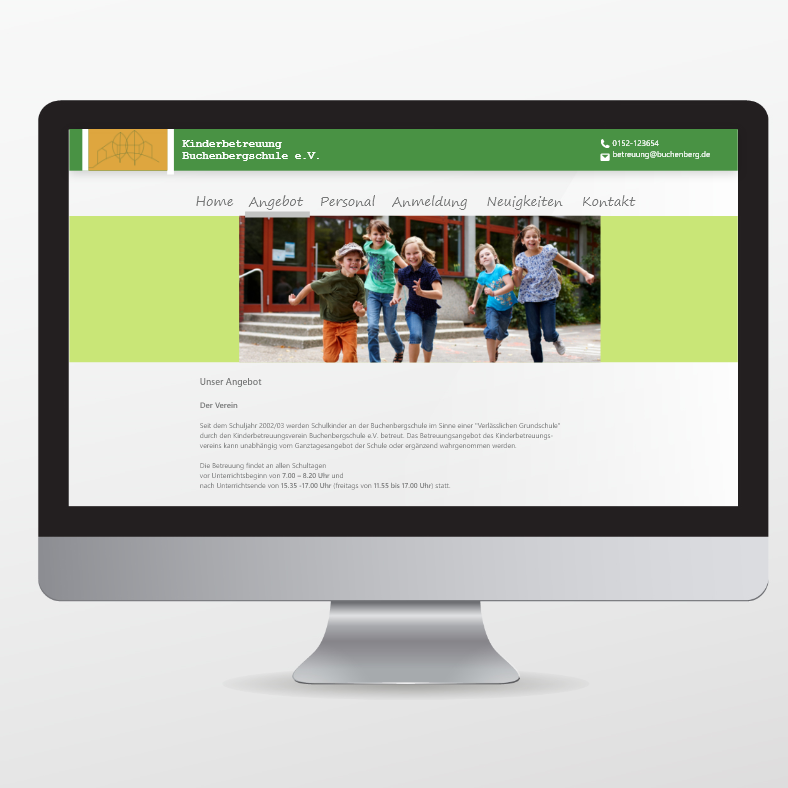 Kinderbetreuung
Buchenbergschule e.V.
0152-123654
betreuung@buchenberg.de
Home Angebot Personal Anmeldung Neuigkeiten Kontakt
Unser Angebot
Der Verein
Seit dem Schuljahr 2002/03 werden Schulkinder an der Buchenbergschule im Sinne einer "Verlässlichen Grundschule"
durch den Kinderbetreuungsverein Buchenbergschule e.V. betreut. Das Betreuungsangebot des Kinderbetreuungs-
vereins kann unabhängig vom Ganztagesangebot der Schule oder ergänzend wahrgenommen werden.
Die Betreuung findet an allen Schultagen
vor Unterrichtsbeginn von 7.00 – 8.20 Uhr und
nach Unterrichtsende von 15.35 -17.00 Uhr (freitags von 11.55 bis 17.00 Uhr) statt.